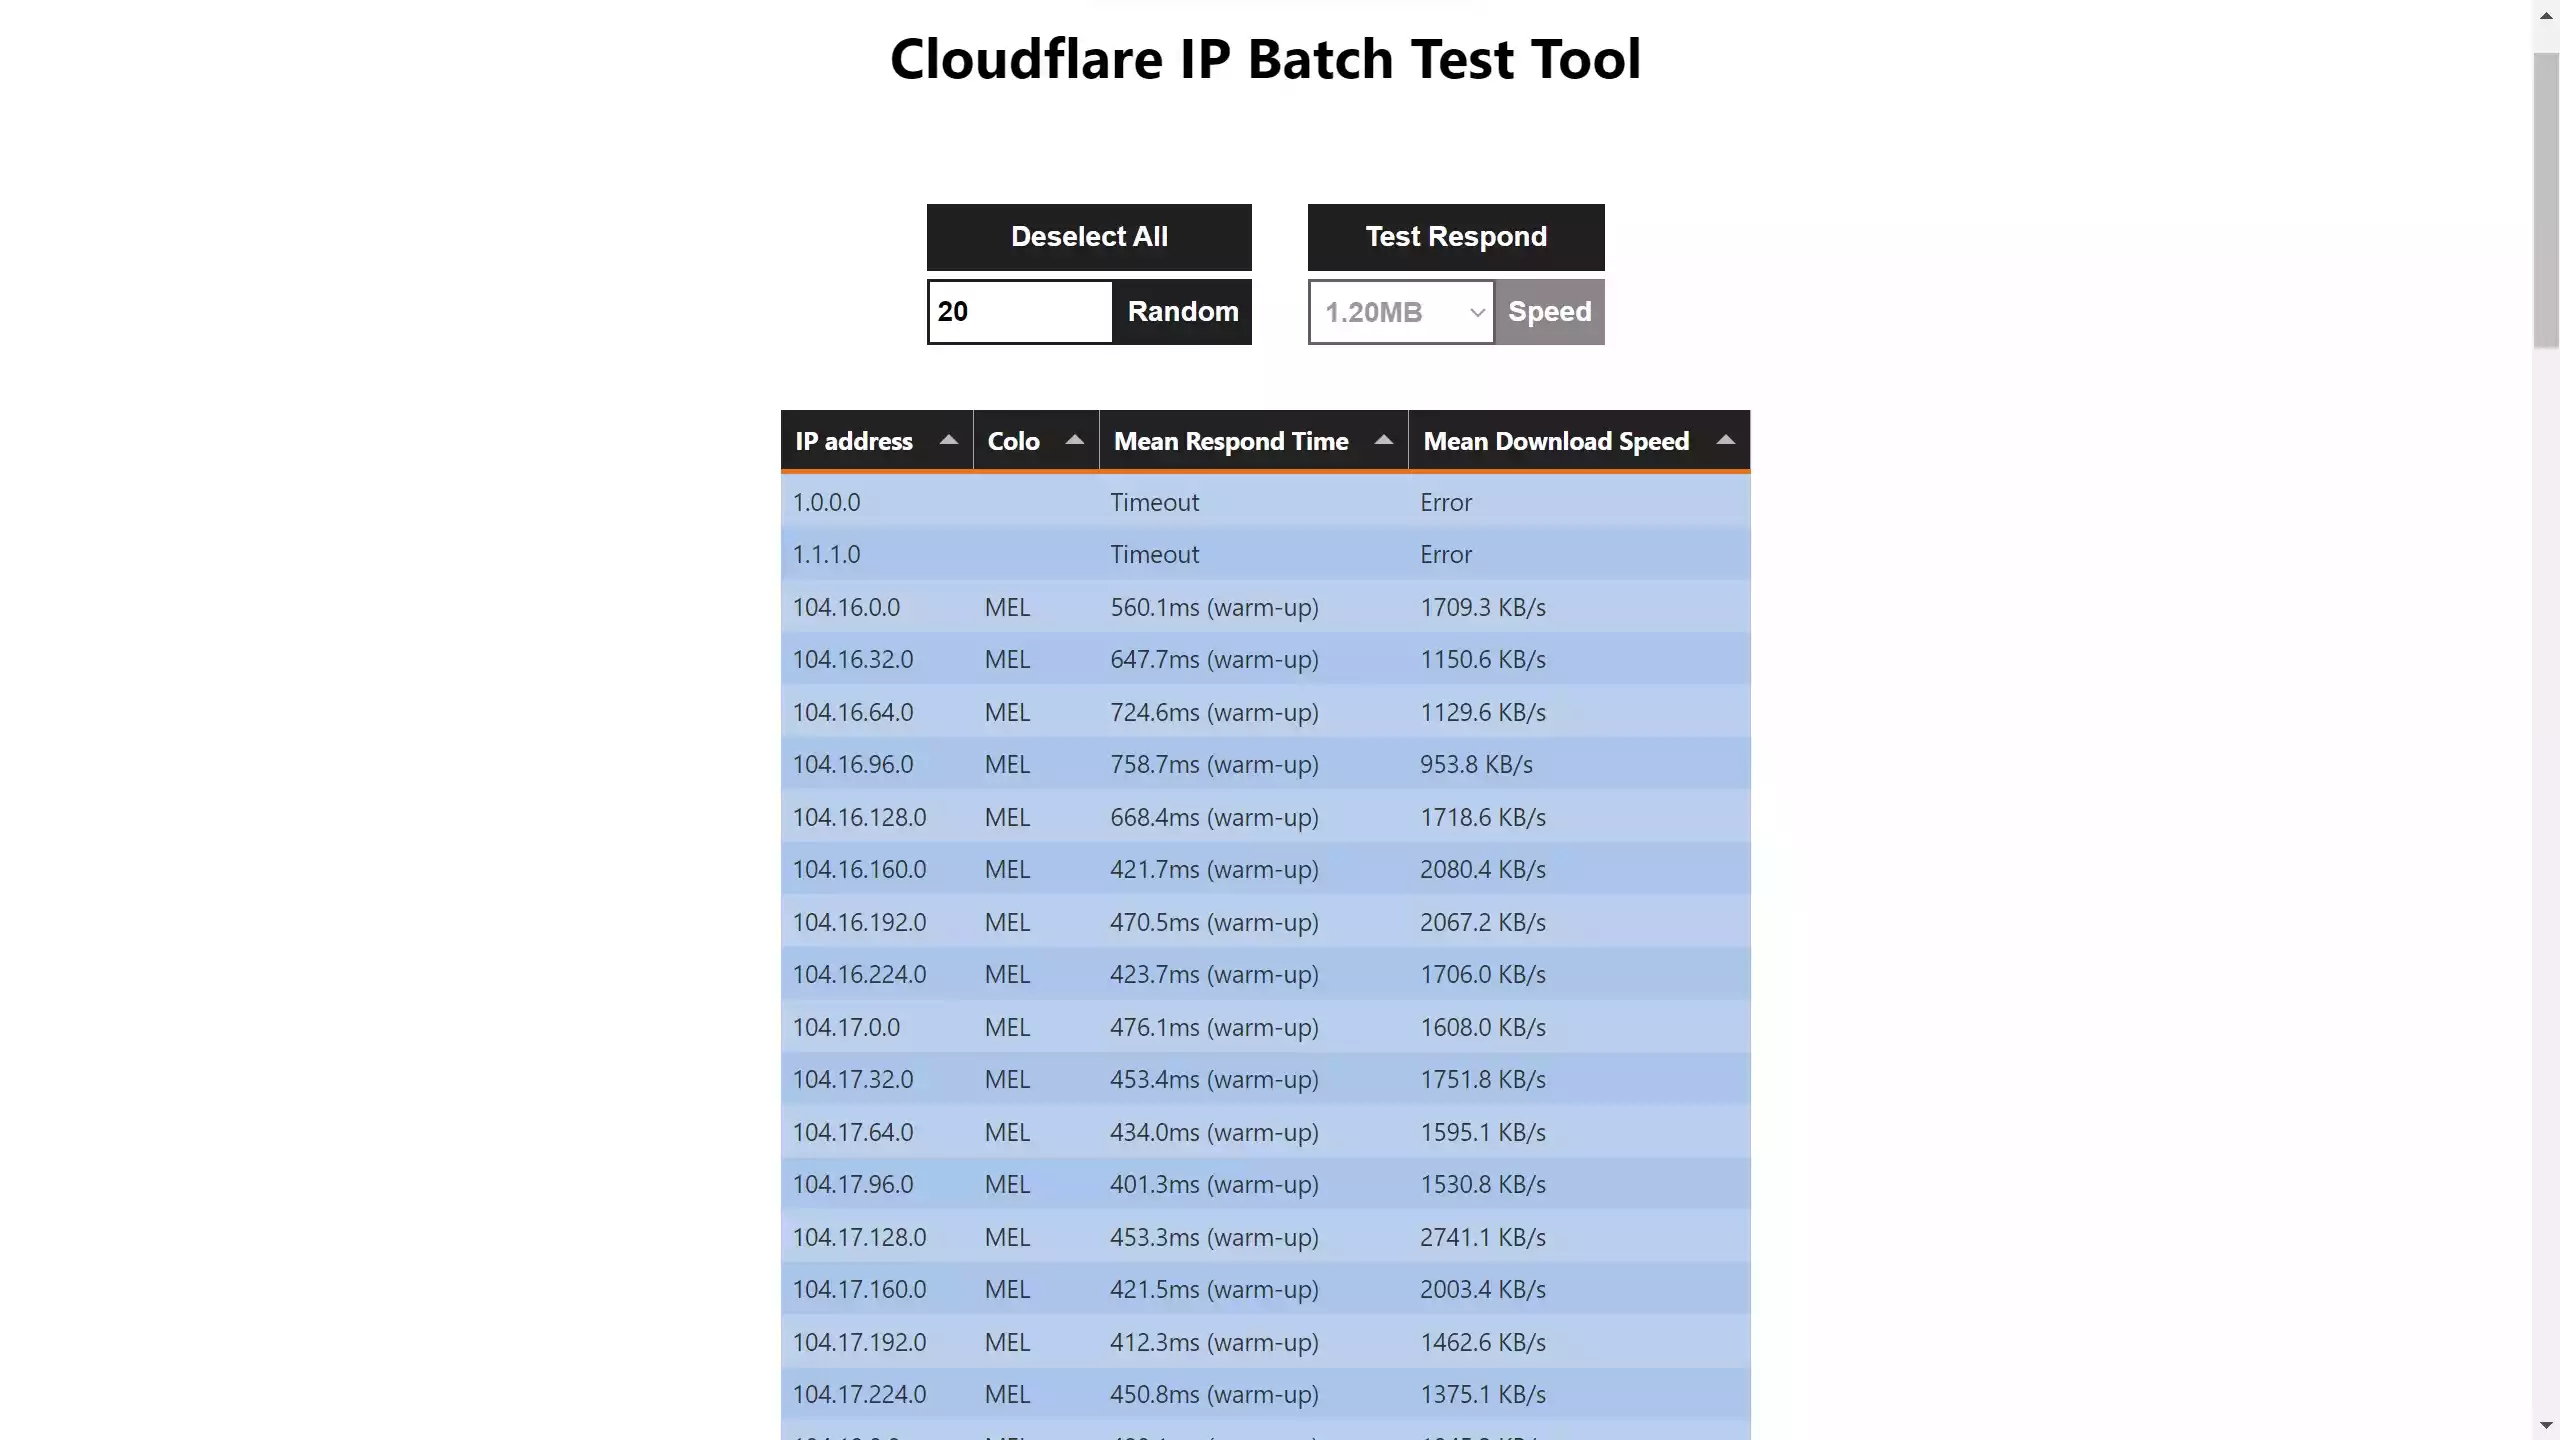 Cloudflare IP Batch Test Tool
Deselect All
Test Respond
20
Random
1.20MB
Speed
IP address Colo Mean Respond Time Mean Download Speed
1.0.0.0 Timeout Error
1.1.1.0 Timeout Error
104.16.0.0 MEL 560.1ms (warm-up) 1709.3 KB/s
104.16.32.0 MEL 647.7ms (warm-up) 1150.6 KB/s
104.16.64.0 MEL 724.6ms (warm-up) 1129.6 KB/s
104.16.96.0 MEL 758.7ms (warm-up) 953.8 KB/s
104.16.128.0 MEL 668.4ms (warm-up) 1718.6 KB/s
104.16.160.0 MEL 421.7ms (warm-up) 2080.4 KB/s
104.16.192.0 MEL 470.5ms (warm-up) 2067.2 KB/s
104.16.224.0 MEL 423.7ms (warm-up) 1706.0 KB/s
104.17.0.0 MEL 476.1ms (warm-up) 1608.0 KB/s
104.17.32.0 MEL 453.4ms (warm-up) 1751.8 KB/s
104.17.64.0 MEL 434.0ms (warm-up) 1595.1 KB/s
104.17.96.0 MEL 401.3ms (warm-up) 1530.8 KB/s
104.17.128.0 MEL 453.3ms (warm-up) 2741.1 KB/s
104.17.160.0 MEL 421.5ms (warm-up) 2003.4 KB/s
104.17.192.0 MEL 412.3ms (warm-up) 1462.6 KB/s
104.17.224.0 MEL 450.8ms (warm-up) 1375.1 KB/s